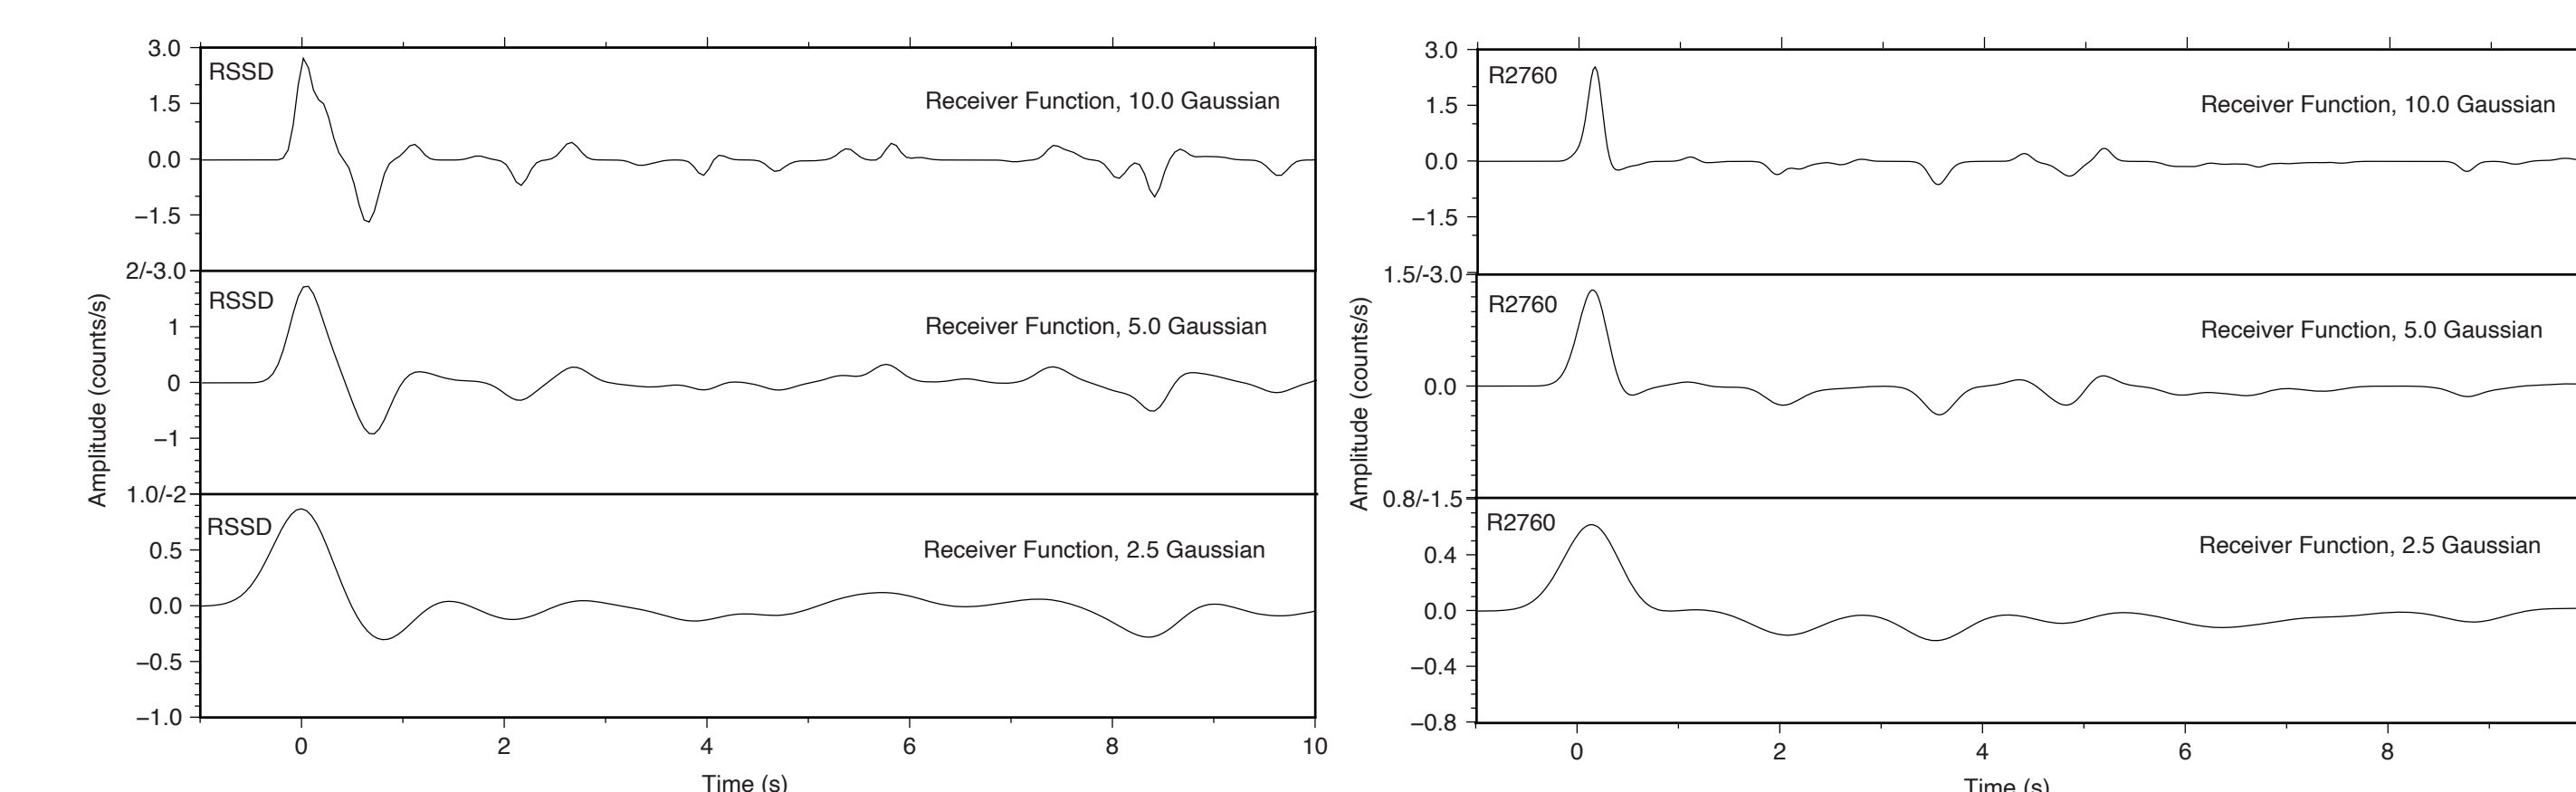 3.0
RSSD
Receiver Function, 10.0 Gaussian
1.5
0.0
−1.5
2/-3.0
RSSD
Receiver Function, 5.0 Gaussian
1
0
−1
1.0/-2
RSSD
Receiver Function, 2.5 Gaussian
0.5
0.0
−0.5
−1.0
Amplitude (counts/s)
0 2 4 6 8 10
Time (s)
3.0
R2760
Receiver Function, 10.0 Gaussian
1.5
0.0
−1.5
1.5/-3.0
R2760
Receiver Function, 5.0 Gaussian
0.0
0.8/-1.5
R2760
Receiver Function, 2.5 Gaussian
0.4
0.0
−0.4
−0.8
Amplitude (counts/s)
0 2 4 6 8
Time (s)